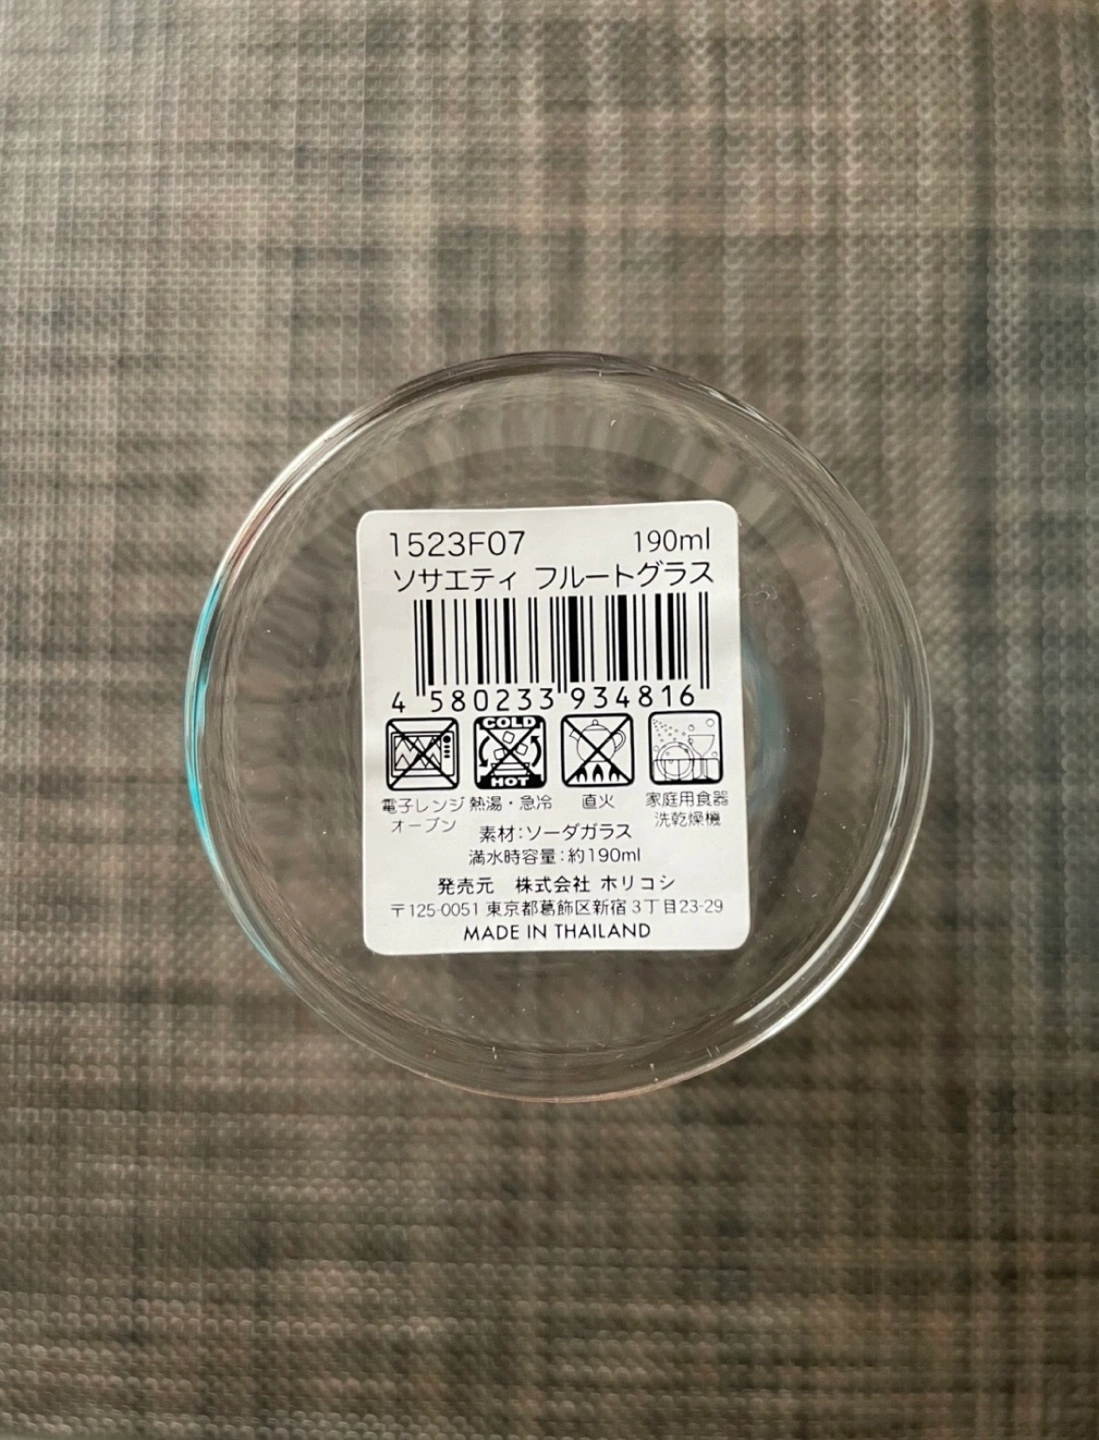 1523F07 190ml
ソサエティ フルートグラス
4 580233 934816
COLD
HOT
電子レンジ オーブン
熱湯・急冷
直火
家庭用食器 洗乾燥機
素材:ソーダガラス
満水時容量:約190ml
発売元 株式会社 ホリコシ
〒125-0051 東京都葛飾区新宿3丁目23-29
MADE IN THAILAND